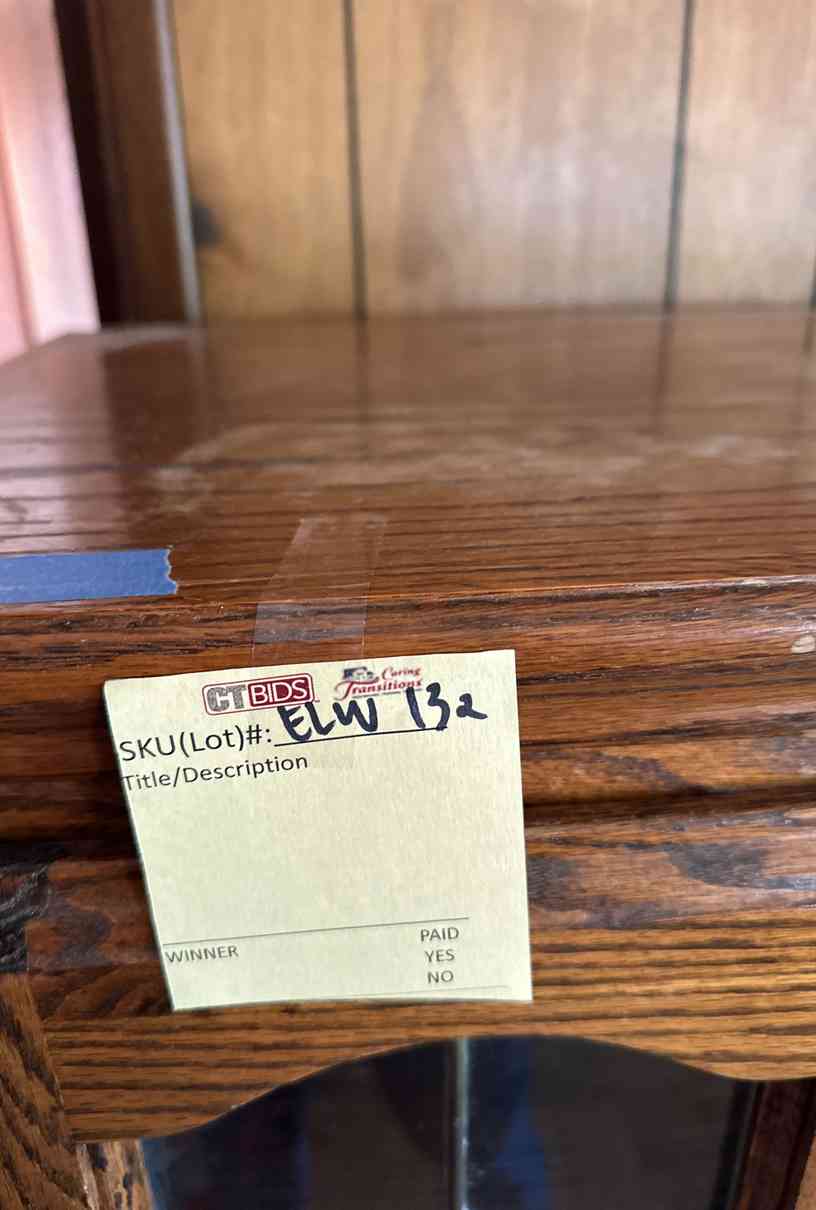 CTBIDS Caring Transitions
SKU(Lot)#: ELW 132
Title/Description
WINNER PAID
YES
NO